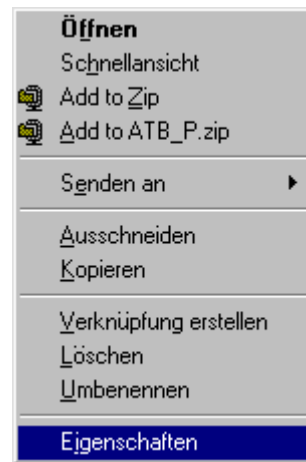 Öffnen
Schnellansicht
Add to Zip
Add to ATB_P.zip
Senden an
Ausschneiden
Kopieren
Verknüpfung erstellen
Löschen
Umbenennen
Eigenschaften